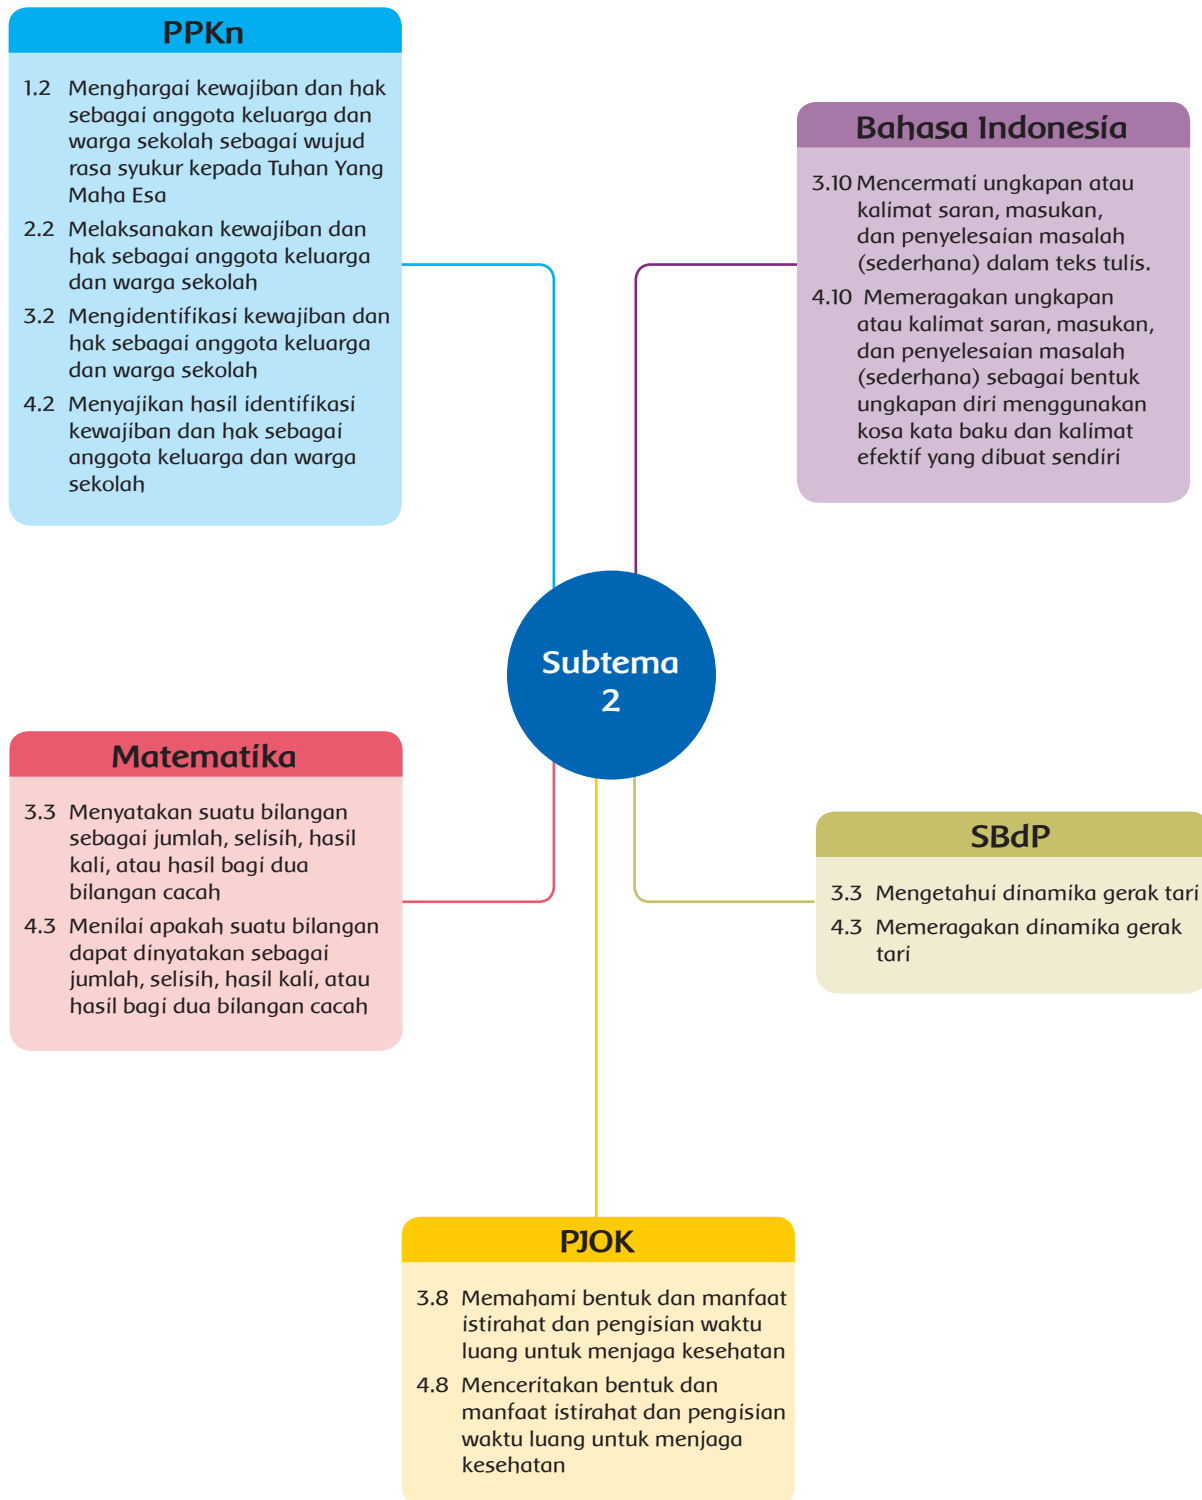 PPKn
1.2 Menghargai kewajiban dan hak
sebagai anggota keluarga dan
warga sekolah sebagai wujud
rasa syukur kepada Tuhan Yang
Maha Esa
2.2 Melaksanakan kewajiban dan
hak sebagai anggota keluarga
dan warga sekolah
3.2 Mengidentifikasi kewajiban dan
hak sebagai anggota keluarga
dan warga sekolah
4.2 Menyajikan hasil identifikasi
kewajiban dan hak sebagai
anggota keluarga dan warga
sekolah
Bahasa Indonesia
3.10 Mencermati ungkapan atau
kalimat saran, masukan,
dan penyelesaian masalah
(sederhana) dalam teks tulis.
4.10 Memeragakan ungkapan
atau kalimat saran, masukan,
dan penyelesaian masalah
(sederhana) sebagai bentuk
ungkapan diri menggunakan
kosa kata baku dan kalimat
efektif yang dibuat sendiri
Subtema
2
Matematika
3.3 Menyatakan suatu bilangan
sebagai jumlah, selisih, hasil
kali, atau hasil bagi dua
bilangan cacah
4.3 Menilai apakah suatu bilangan
dapat dinyatakan sebagai
jumlah, selisih, hasil kali, atau
hasil bagi dua bilangan cacah
SBdP
3.3 Mengetahui dinamika gerak tari
4.3 Memeragakan dinamika gerak
tari
PJOK
3.8 Memahami bentuk dan manfaat
istirahat dan pengisian waktu
luang untuk menjaga kesehatan
4.8 Menceritakan bentuk dan
manfaat istirahat dan pengisian
waktu luang untuk menjaga
kesehatan